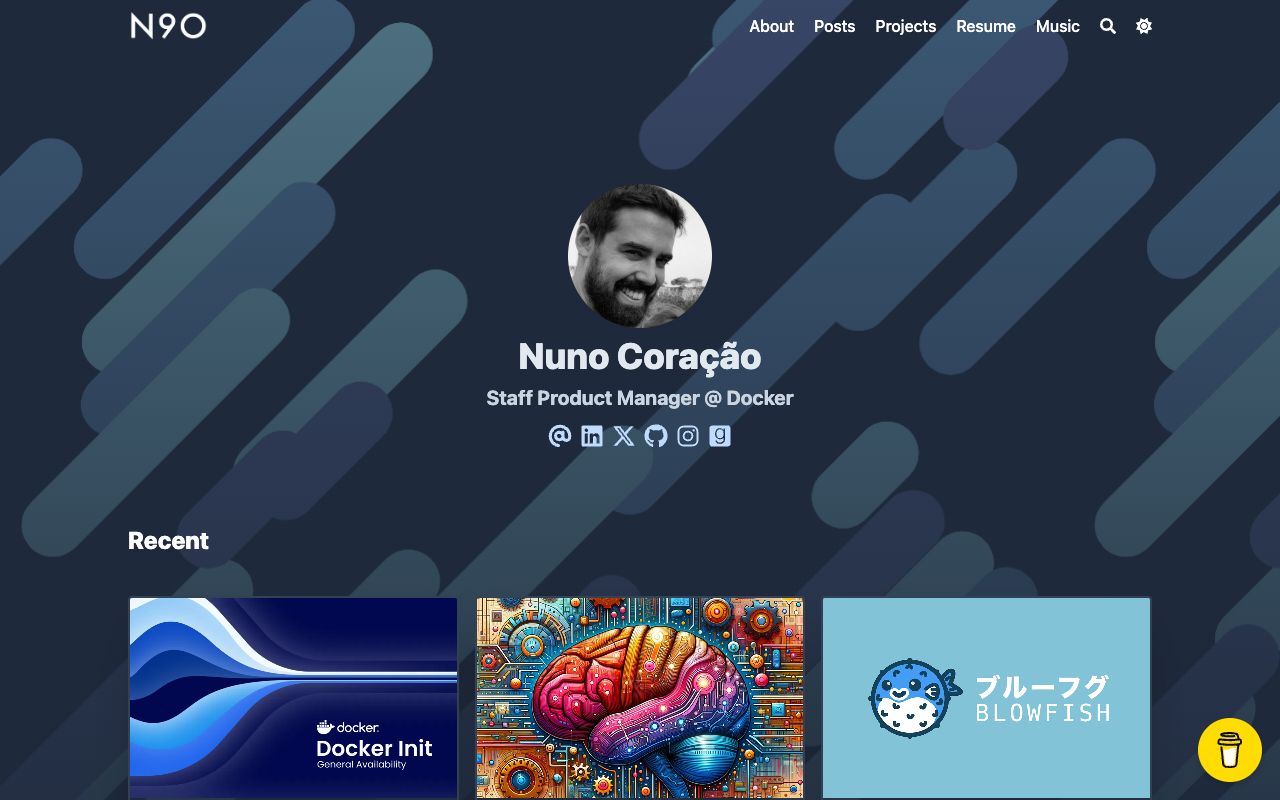 N9O
About Posts Projects Resume Music
Nuno Coração
Staff Product Manager @ Docker
Recent
docker
Docker Init
General Availability
ブルーフグ
BLOWFISH